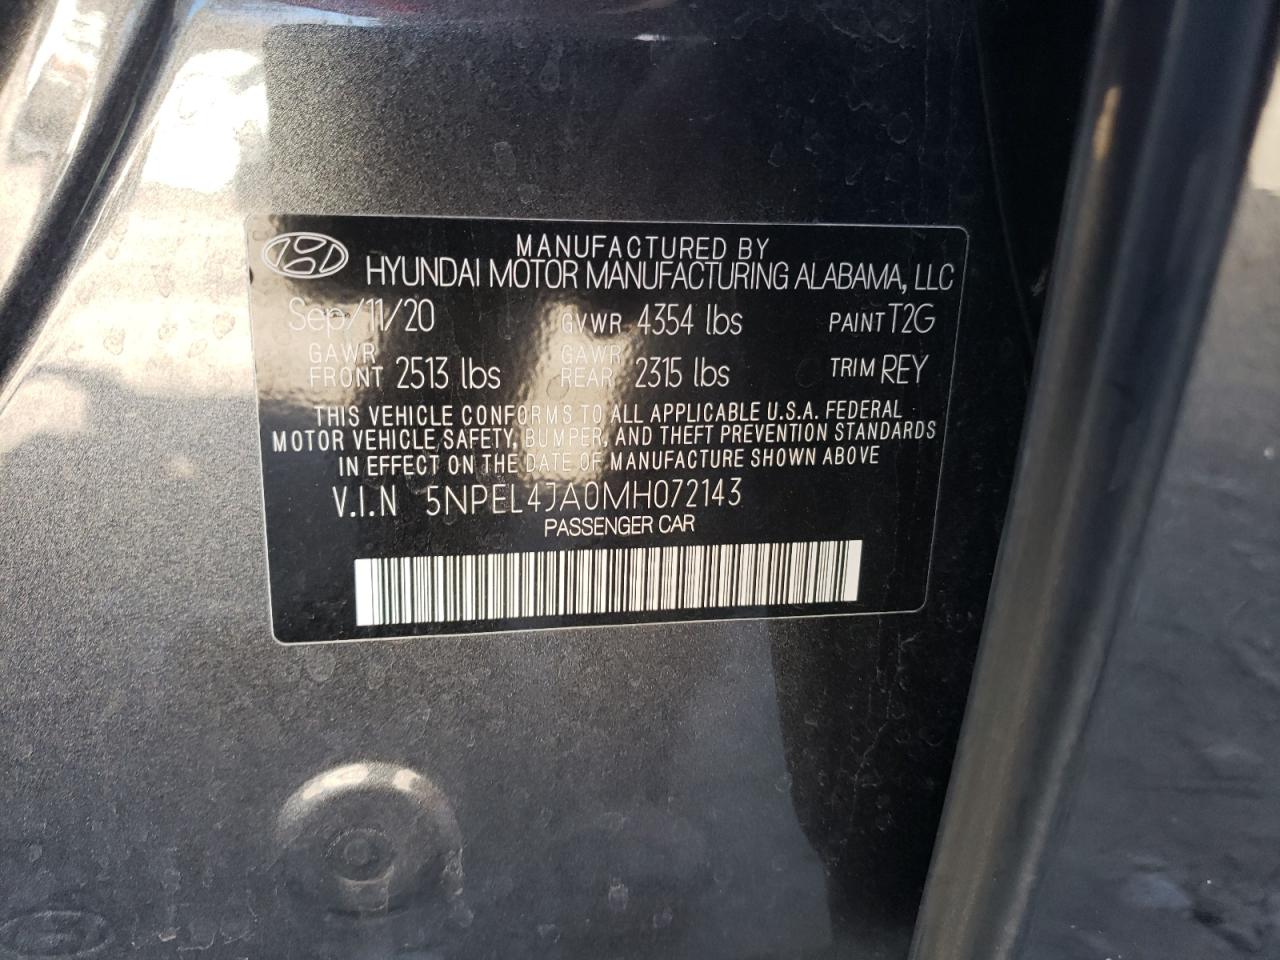 MANUFACTURED BY
HYUNDAI MOTOR MANUFACTURING ALABAMA, LLC
Sep/11/20 GVWR 4354 lbs PAINT T2G
GAWR FRONT 2513 lbs GAWR REAR 2315 lbs TRIM REY
THIS VEHICLE CONFORMS TO ALL APPLICABLE U.S.A. FEDERAL
MOTOR VEHICLE SAFETY, BUMPER, AND THEFT PREVENTION STANDARDS
IN EFFECT ON THE DATE OF MANUFACTURE SHOWN ABOVE
V.I.N 5NPEL4JA0MH072143
PASSENGER CAR